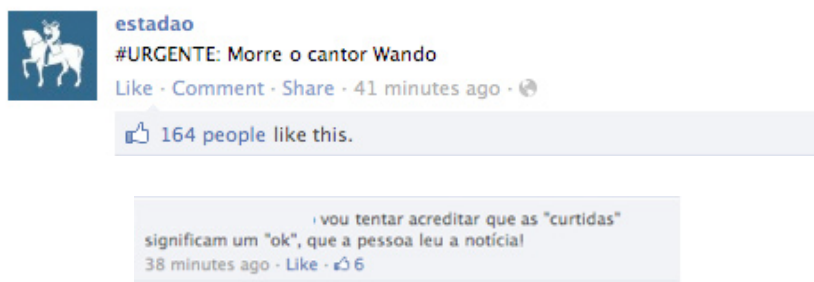 estadao
#URGENTE: Morre o cantor Wando
Like · Comment · Share · 41 minutes ago ·
164 people like this.
vou tentar acreditar que as "curtidas"
significam um "ok", que a pessoa leu a notícia!
38 minutes ago · Like · 6